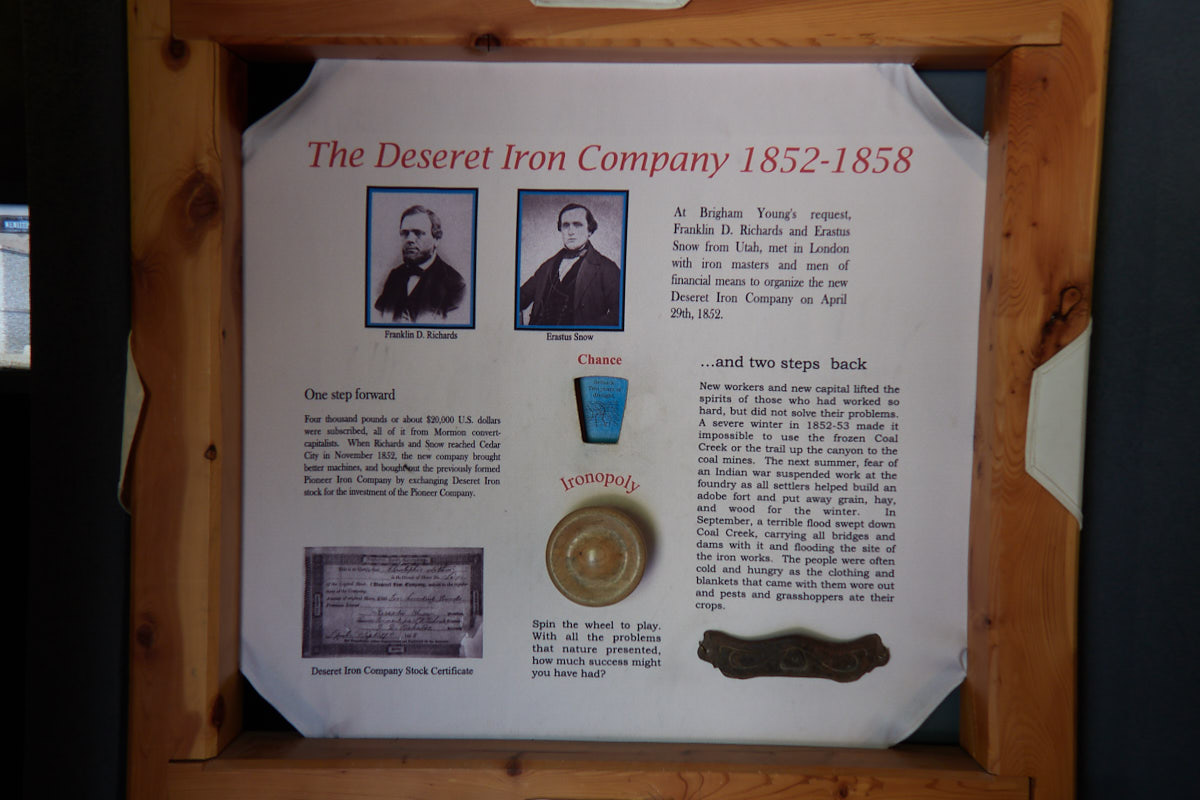 The Deseret Iron Company 1852-1858
Franklin D. Richards
Erastus Snow
At Brigham Young's request,
Franklin D. Richards and Erastus
Snow from Utah, met in London
with iron masters and men of
financial means to organize the new
Deseret Iron Company on April
29th, 1852.
One step forward
Four thousand pounds or about $20,000 U.S. dollars
were subscribed, all of it from Mormon convert-
capitalists. When Richards and Snow reached Cedar
City in November 1852, the new company brought
better machines, and bought out the previously formed
Pioneer Iron Company by exchanging Deseret Iron
stock for the investment of the Pioneer Company.
Deseret Iron Company Stock Certificate
Chance
Ironopoly
Spin the wheel to play.
With all the problems
that nature presented,
how much success might
you have had?
...and two steps back
New workers and new capital lifted the
spirits of those who had worked so
hard, but did not solve their problems.
A severe winter in 1852-53 made it
impossible to use the frozen Coal
Creek or the trail up the canyon to the
coal mines. The next summer, fear of
an Indian war suspended work at the
foundry as all settlers helped build an
adobe fort and put away grain, hay,
and wood for the winter. In
September, a terrible flood swept down
Coal Creek, carrying all bridges and
dams with it and flooding the site of
the iron works. The people were often
cold and hungry as the clothing and
blankets that came with them wore out
and pests and grasshoppers ate their
crops.